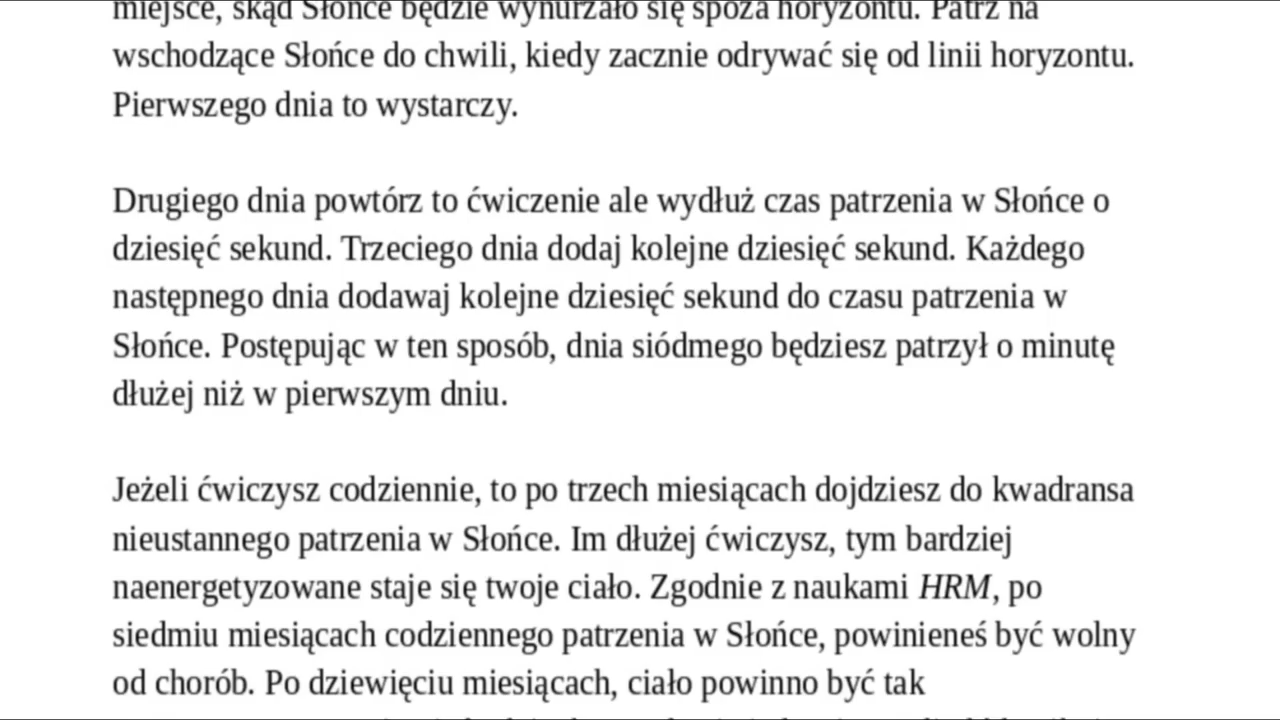 miejsce, skąd Słońce będzie wynurzało się spoza horyzontu. Patrz na
wschodzące Słońce do chwili, kiedy zacznie odrywać się od linii horyzontu.
Pierwszego dnia to wystarczy.
Drugiego dnia powtórz to ćwiczenie ale wydłuż czas patrzenia w Słońce o
dziesięć sekund. Trzeciego dnia dodaj kolejne dziesięć sekund. Każdego
następnego dnia dodawaj kolejne dziesięć sekund do czasu patrzenia w
Słońce. Postępując w ten sposób, dnia siódmego będziesz patrzył o minutę
dłużej niż w pierwszym dniu.
Jeżeli ćwiczysz codziennie, to po trzech miesiącach dojdziesz do kwadransa
nieustannego patrzenia w Słońce. Im dłużej ćwiczysz, tym bardziej
naenergetyzowane staje się twoje ciało. Zgodnie z naukami HRM, po
siedmiu miesiącach codziennego patrzenia w Słońce, powinieneś być wolny
od chorób. Po dziewięciu miesiącach, ciało powinno być tak